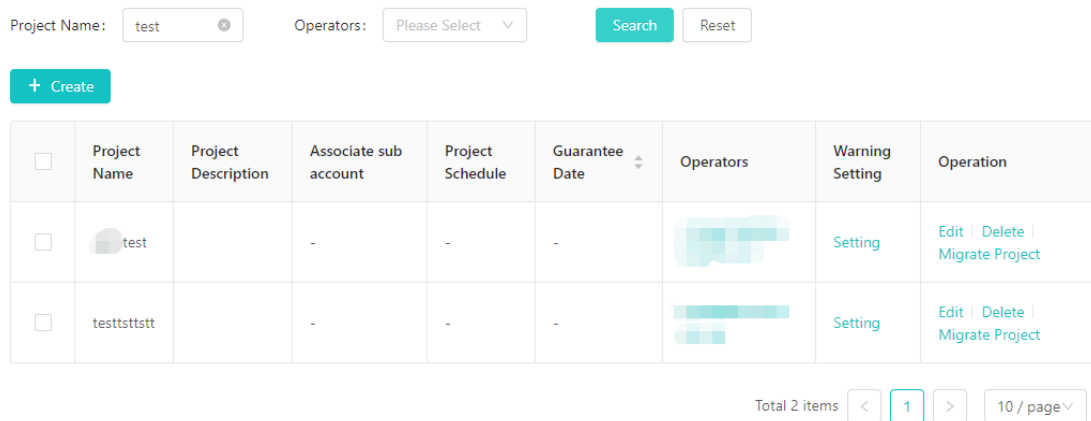 Project Name: test Operators: Please Select Search Reset
+ Create
Project Name Project Description Associate sub account Project Schedule Guarantee Date Operators Warning Setting Operation
test - - - Setting Edit Delete Migrate Project
testtsttstt - - - Setting Edit Delete Migrate Project
Total 2 items < 1 > 10 / page